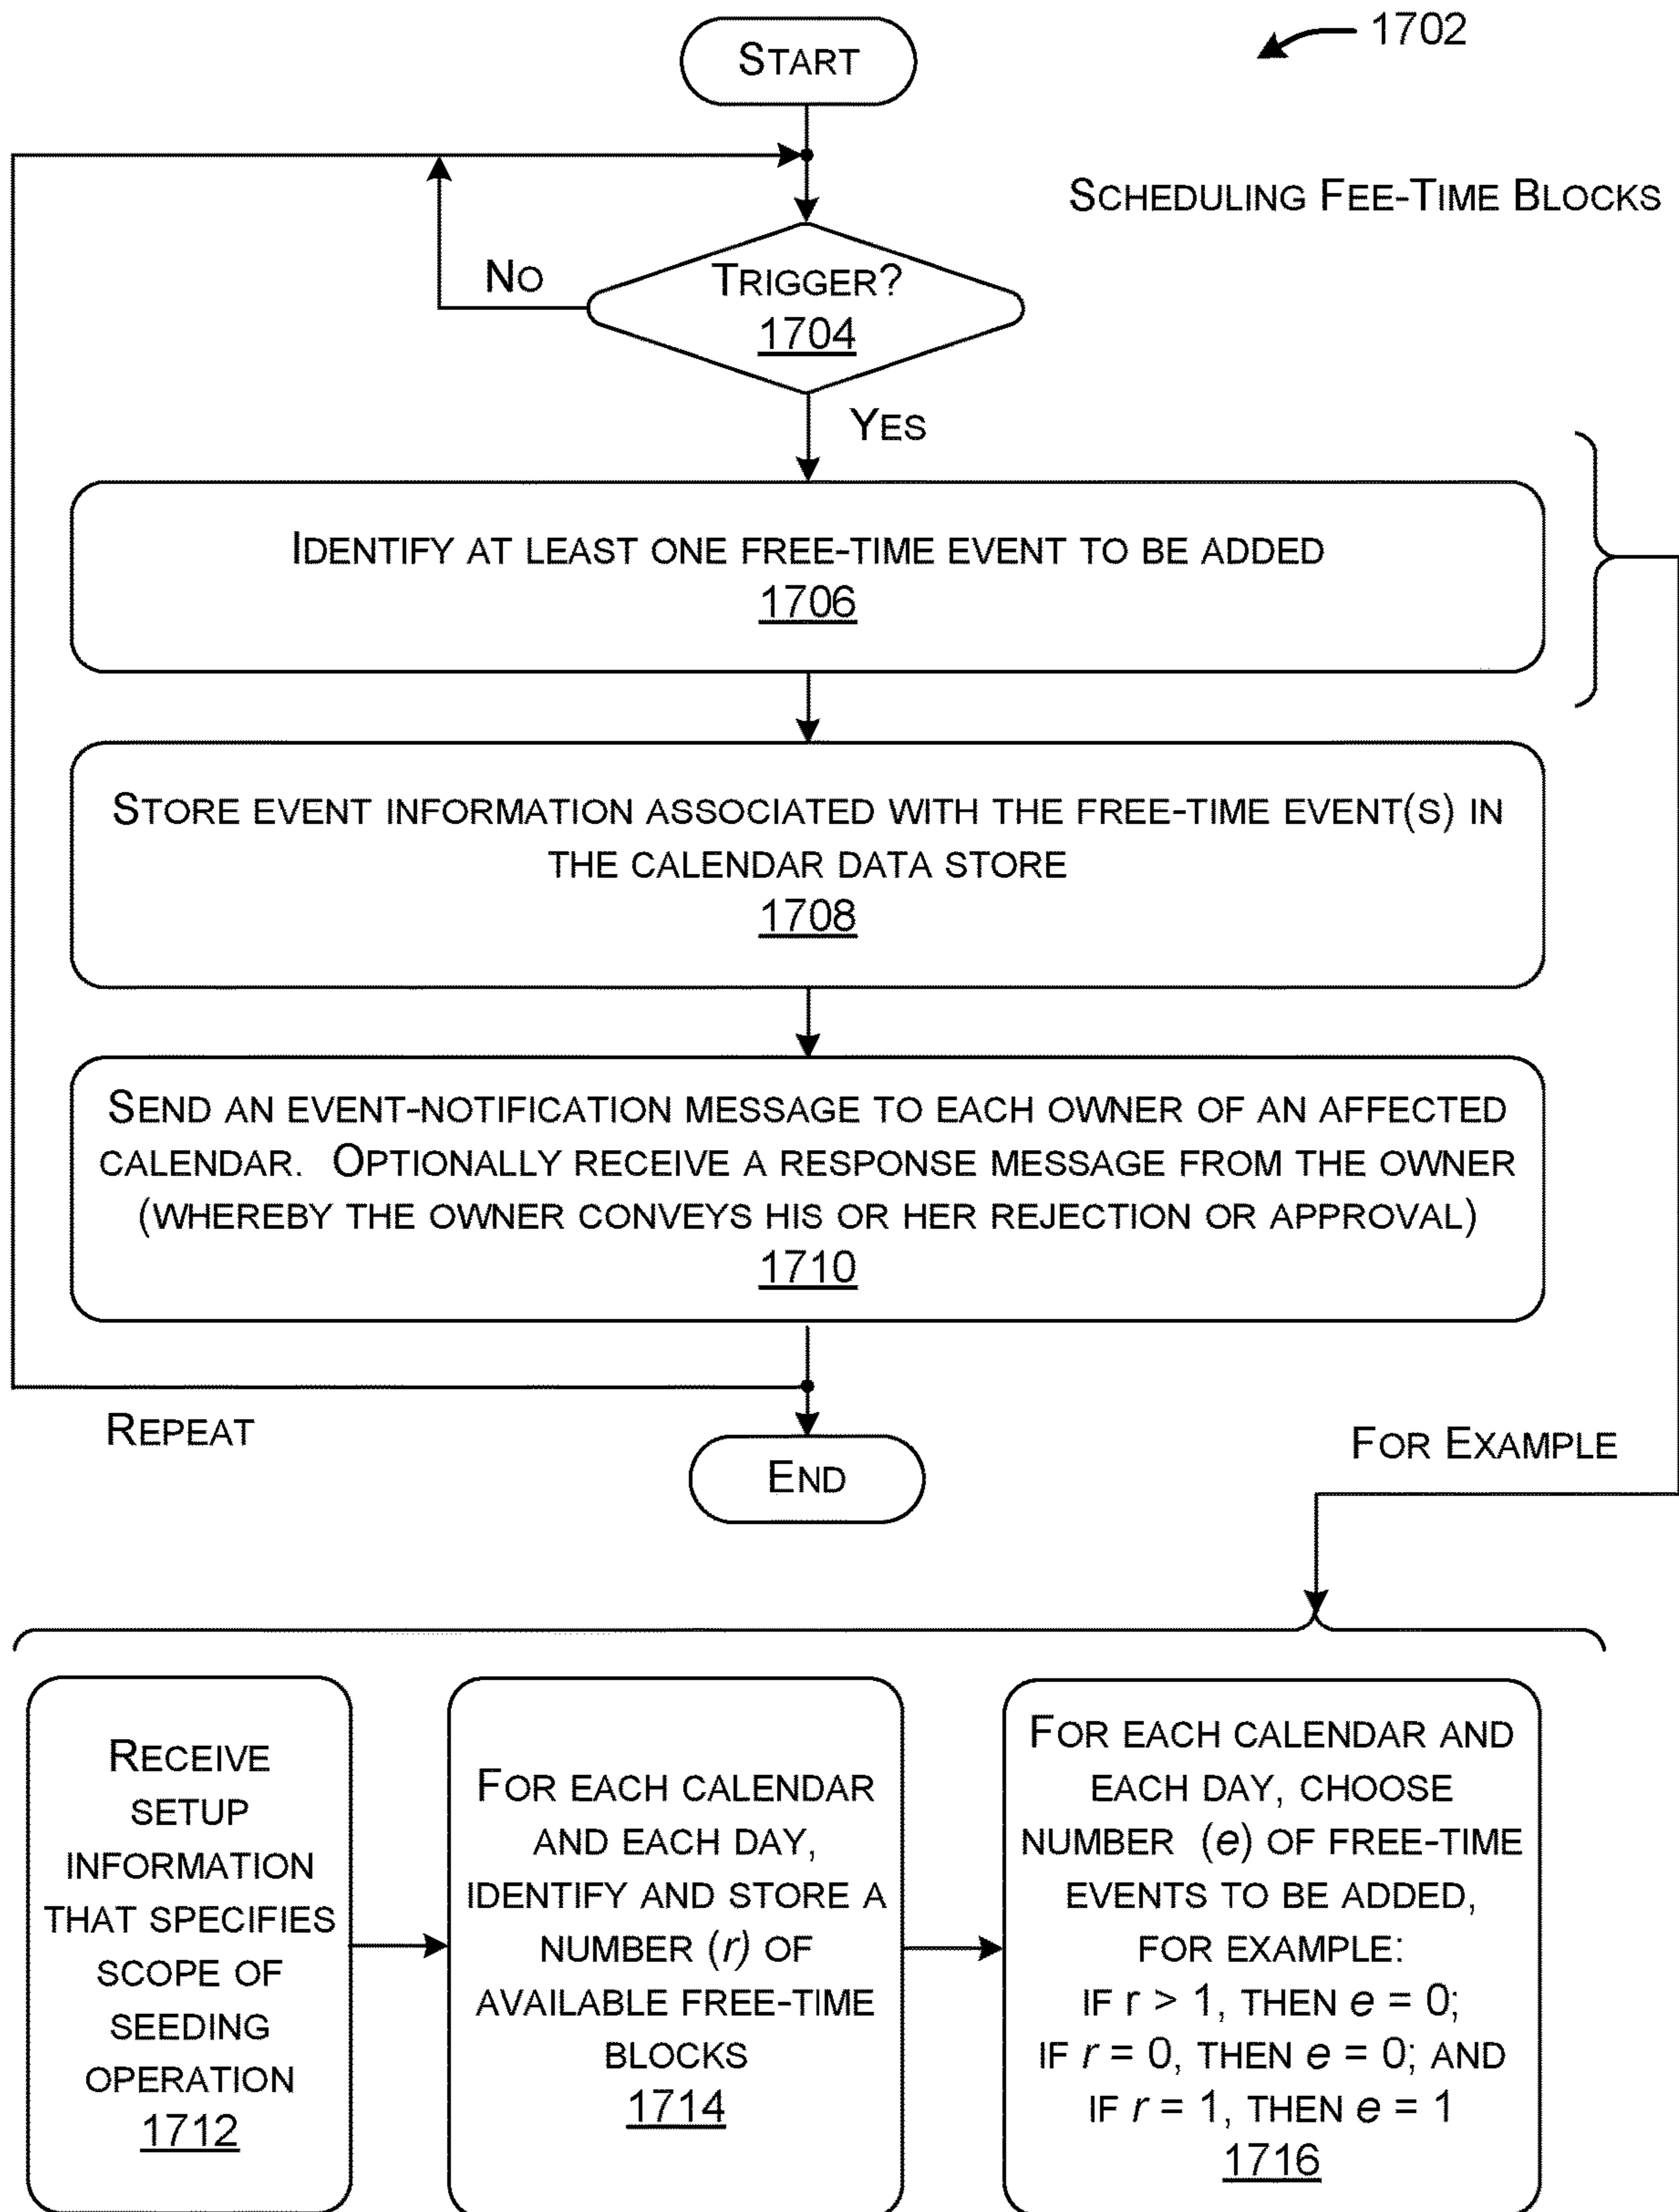 START
1702
SCHEDULING FEE-TIME BLOCKS
TRIGGER?
1704
NO
YES
IDENTIFY AT LEAST ONE FREE-TIME EVENT TO BE ADDED
1706
STORE EVENT INFORMATION ASSOCIATED WITH THE FREE-TIME EVENT(S) IN
THE CALENDAR DATA STORE
1708
SEND AN EVENT-NOTIFICATION MESSAGE TO EACH OWNER OF AN AFFECTED
CALENDAR. OPTIONALLY RECEIVE A RESPONSE MESSAGE FROM THE OWNER
(WHEREBY THE OWNER CONVEYS HIS OR HER REJECTION OR APPROVAL)
1710
REPEAT
END
FOR EXAMPLE
RECEIVE
SETUP
INFORMATION
THAT SPECIFIES
SCOPE OF
SEEDING
OPERATION
1712
FOR EACH CALENDAR
AND EACH DAY,
IDENTIFY AND STORE A
NUMBER (r) OF
AVAILABLE FREE-TIME
BLOCKS
1714
FOR EACH CALENDAR AND
EACH DAY, CHOOSE
NUMBER (e) OF FREE-TIME
EVENTS TO BE ADDED,
FOR EXAMPLE:
IF r > 1, THEN e = 0;
IF r = 0, THEN e = 0; AND
IF r = 1, THEN e = 1
1716